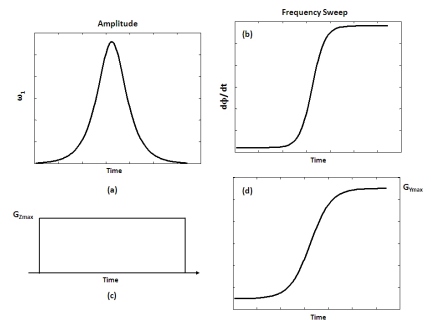 Amplitude
ω1
Time
(a)
Frequency Sweep
(b)
dϕ/ dt
Time
GZmax
Time
(c)
(d)
GYmax
Time